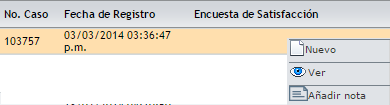 No. Caso Fecha de Registro Encuesta de Satisfacción
103757 03/03/2014 03:36:47
p.m.
Nuevo
Ver
Añadir nota